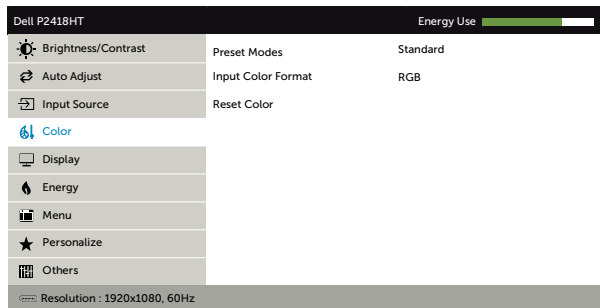 Dell P2418HT Energy Use
Brightness/Contrast
Auto Adjust
Input Source
Color
Display
Energy
Menu
Personalize
Others
Preset Modes Standard
Input Color Format RGB
Reset Color
Resolution : 1920x1080, 60Hz